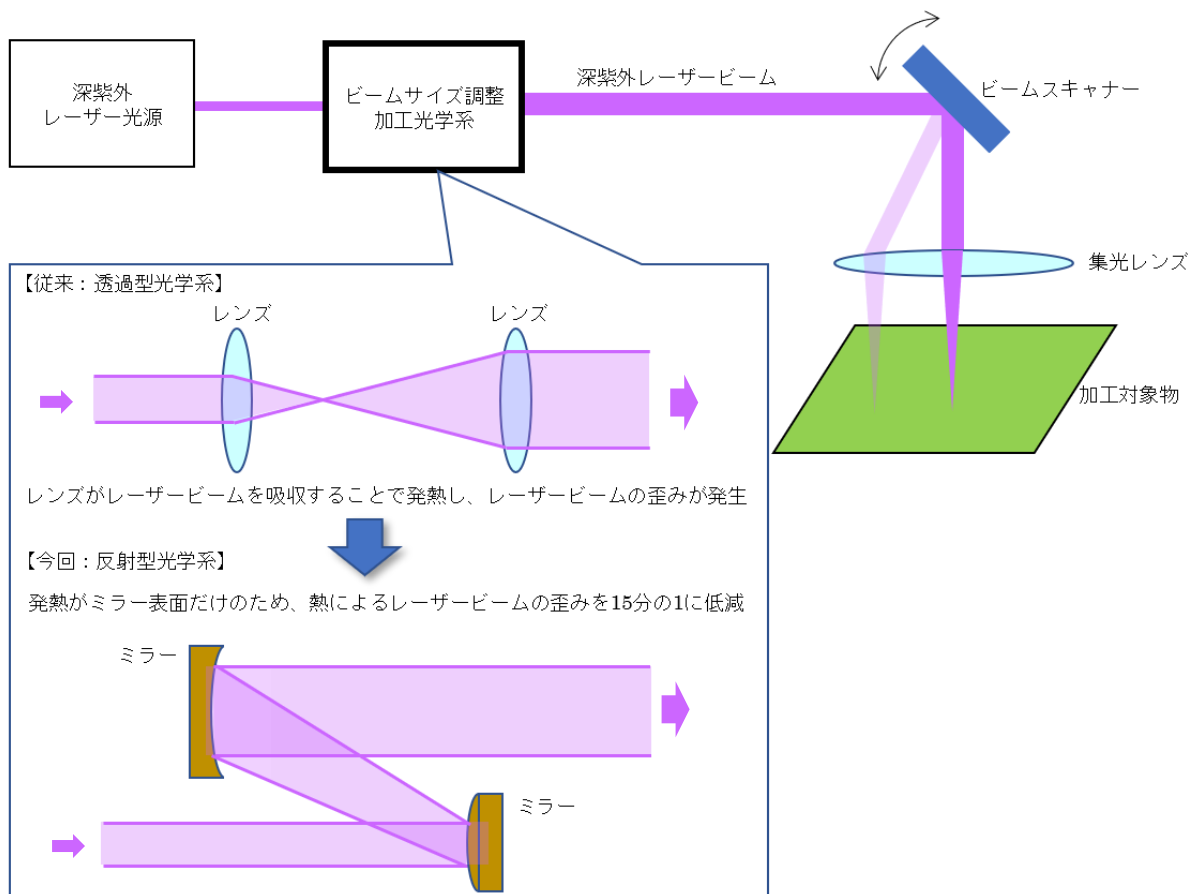 深紫外
レーザー光源
ビームサイズ調整
加工光学系
深紫外レーザービーム
ビームスキャナー
集光レンズ
加工対象物
【従来：透過型光学系】
レンズ
レンズ
レンズがレーザービームを吸収することで発熱し、レーザービームの歪みが発生
【今回：反射型光学系】
発熱がミラー表面だけのため、熱によるレーザービームの歪みを15分の1に低減
ミラー
ミラー